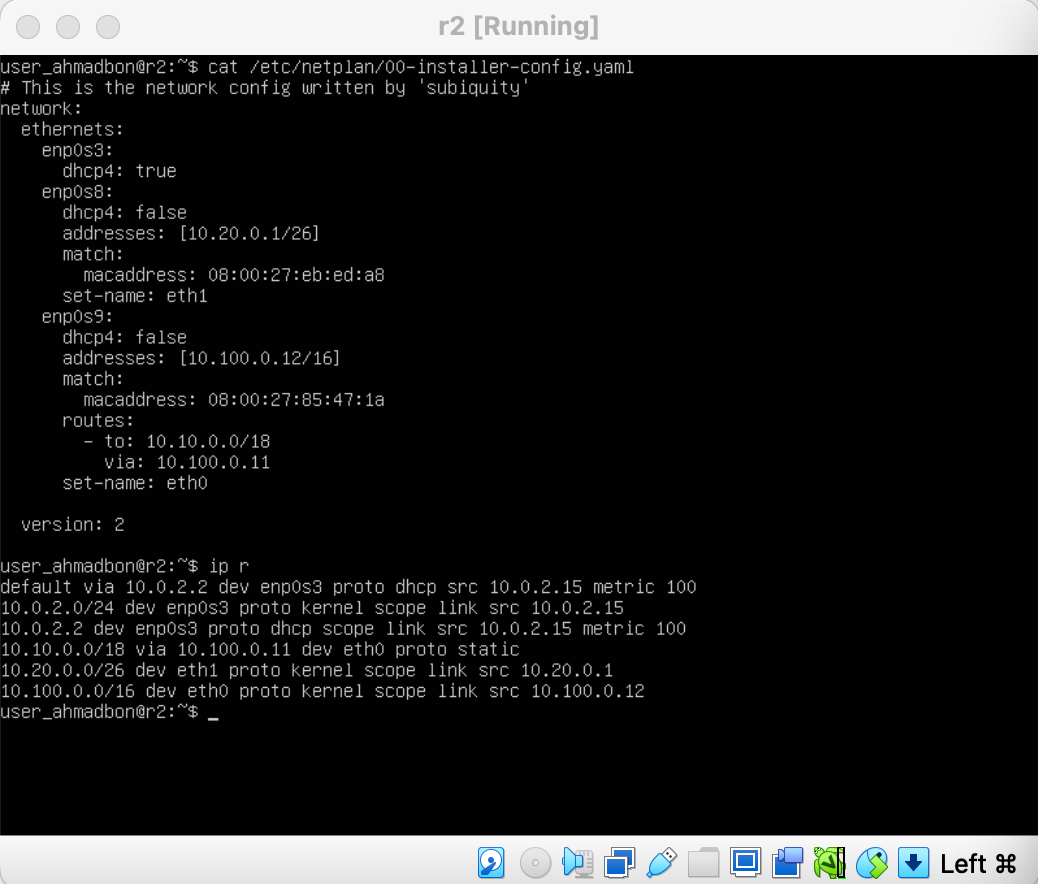 r2 [Running]
user_ahmadbon@r2:~$ cat /etc/netplan/00-installer-config.yaml
# This is the network config written by 'subiquity'
network:
  ethernets:
    enp0s3:
      dhcp4: true
    enp0s8:
      dhcp4: false
      addresses: [10.20.0.1/26]
      match:
        macaddress: 08:00:27:eb:ed:a8
      set-name: eth1
    enp0s9:
      dhcp4: false
      addresses: [10.100.0.12/16]
      match:
        macaddress: 08:00:27:85:47:1a
      routes:
        - to: 10.10.0.0/18
          via: 10.100.0.11
      set-name: eth0
  version: 2
user_ahmadbon@r2:~$ ip r
default via 10.0.2.2 dev enp0s3 proto dhcp src 10.0.2.15 metric 100
10.0.2.0/24 dev enp0s3 proto kernel scope link src 10.0.2.15
10.0.2.2 dev enp0s3 proto dhcp scope link src 10.0.2.15 metric 100
10.10.0.0/18 via 10.100.0.11 dev eth0 proto static
10.20.0.0/26 dev eth1 proto kernel scope link src 10.20.0.1
10.100.0.0/16 dev eth0 proto kernel scope link src 10.100.0.12
user_ahmadbon@r2:~$ _
Left ⌘